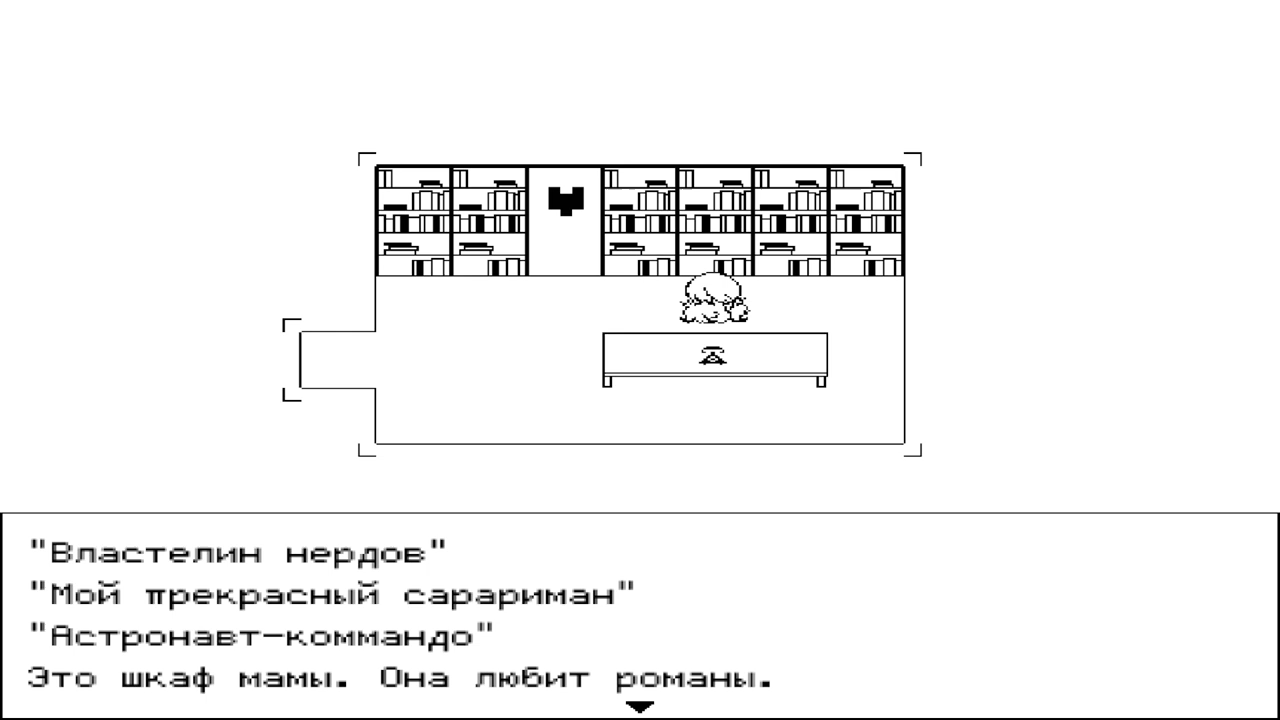 "Властелин нердов"
"Мой прекрасный сарариман"
"Астронавт-коммандо"
Это шкаф мамы. Она любит романы.